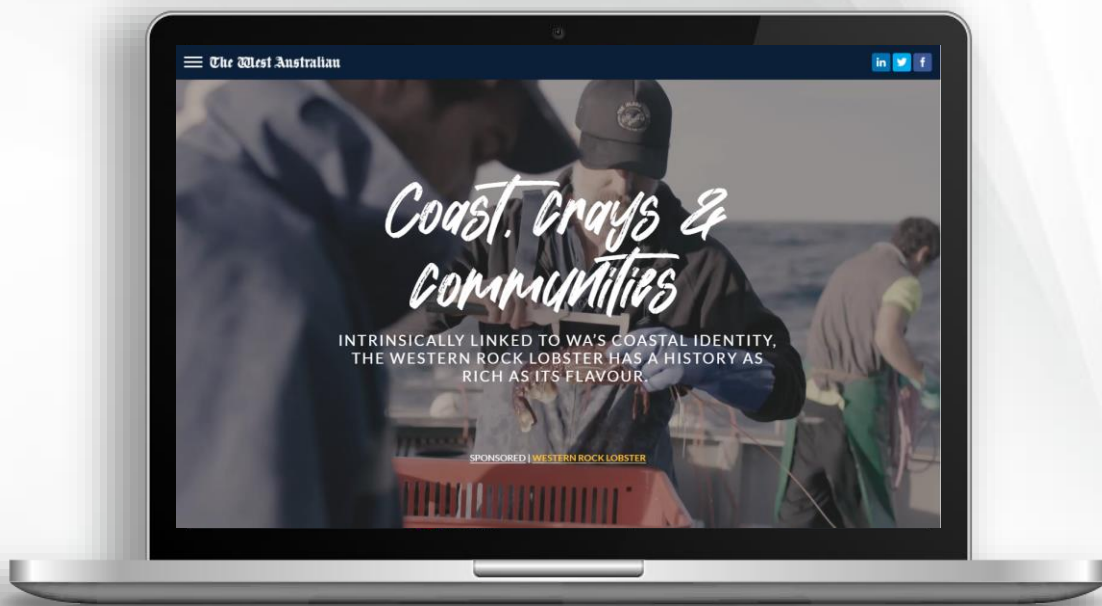 The West Australian
in f
Coast, Crays &
communities
INTRINSICALLY LINKED TO WA'S COASTAL IDENTITY,
THE WESTERN ROCK LOBSTER HAS A HISTORY AS
RICH AS ITS FLAVOUR.
SPONSORED | WESTERN ROCK LOBSTER